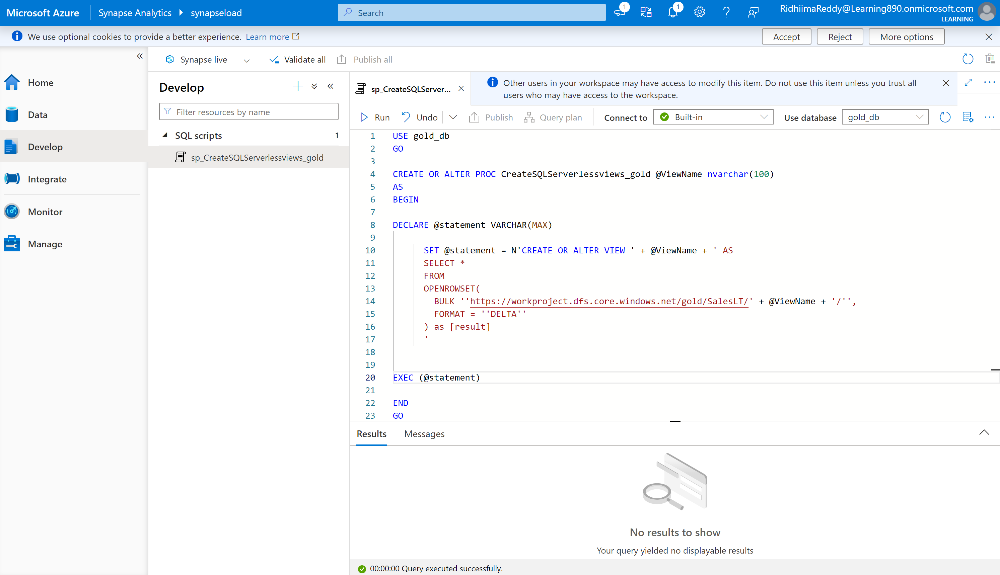 Microsoft Azure
Synapse Analytics
synapseload
Search
1
1
RidhiimaReddy@Learning890.onmicrosoft.com
LEARNING
We use optional cookies to provide a better experience. Learn more
Accept
Reject
More options
Home
Data
Develop
Integrate
Monitor
Manage
Synapse live
Validate all
Publish all
Develop
Filter resources by name
SQL scripts 1
sp_CreateSQLServerlessviews_gold
sp_CreateSQLServer...
Other users in your workspace may have access to modify this item. Do not use this item unless you trust all
users who may have access to the workspace.
Run
Undo
Publish
Query plan
Connect to
Built-in
Use database
gold_db
1 USE gold_db
2 GO
3
4 CREATE OR ALTER PROC CreateSQLServerlessviews_gold @ViewName nvarchar(100)
5 AS
6 BEGIN
7
8 DECLARE @statement VARCHAR(MAX)
9
10 SET @statement = N'CREATE OR ALTER VIEW ' + @ViewName + ' AS
11 SELECT *
12 FROM
13 OPENROWSET(
14 BULK ''https://workproject.dfs.core.windows.net/gold/SalesLT/' + @ViewName + '/'',
15 FORMAT = ''DELTA''
16 ) as [result]
17 '
18
19
20 EXEC (@statement)
21
22 END
23 GO
Results
Messages
No results to show
Your query yielded no displayable results
00:00:00 Query executed successfully.